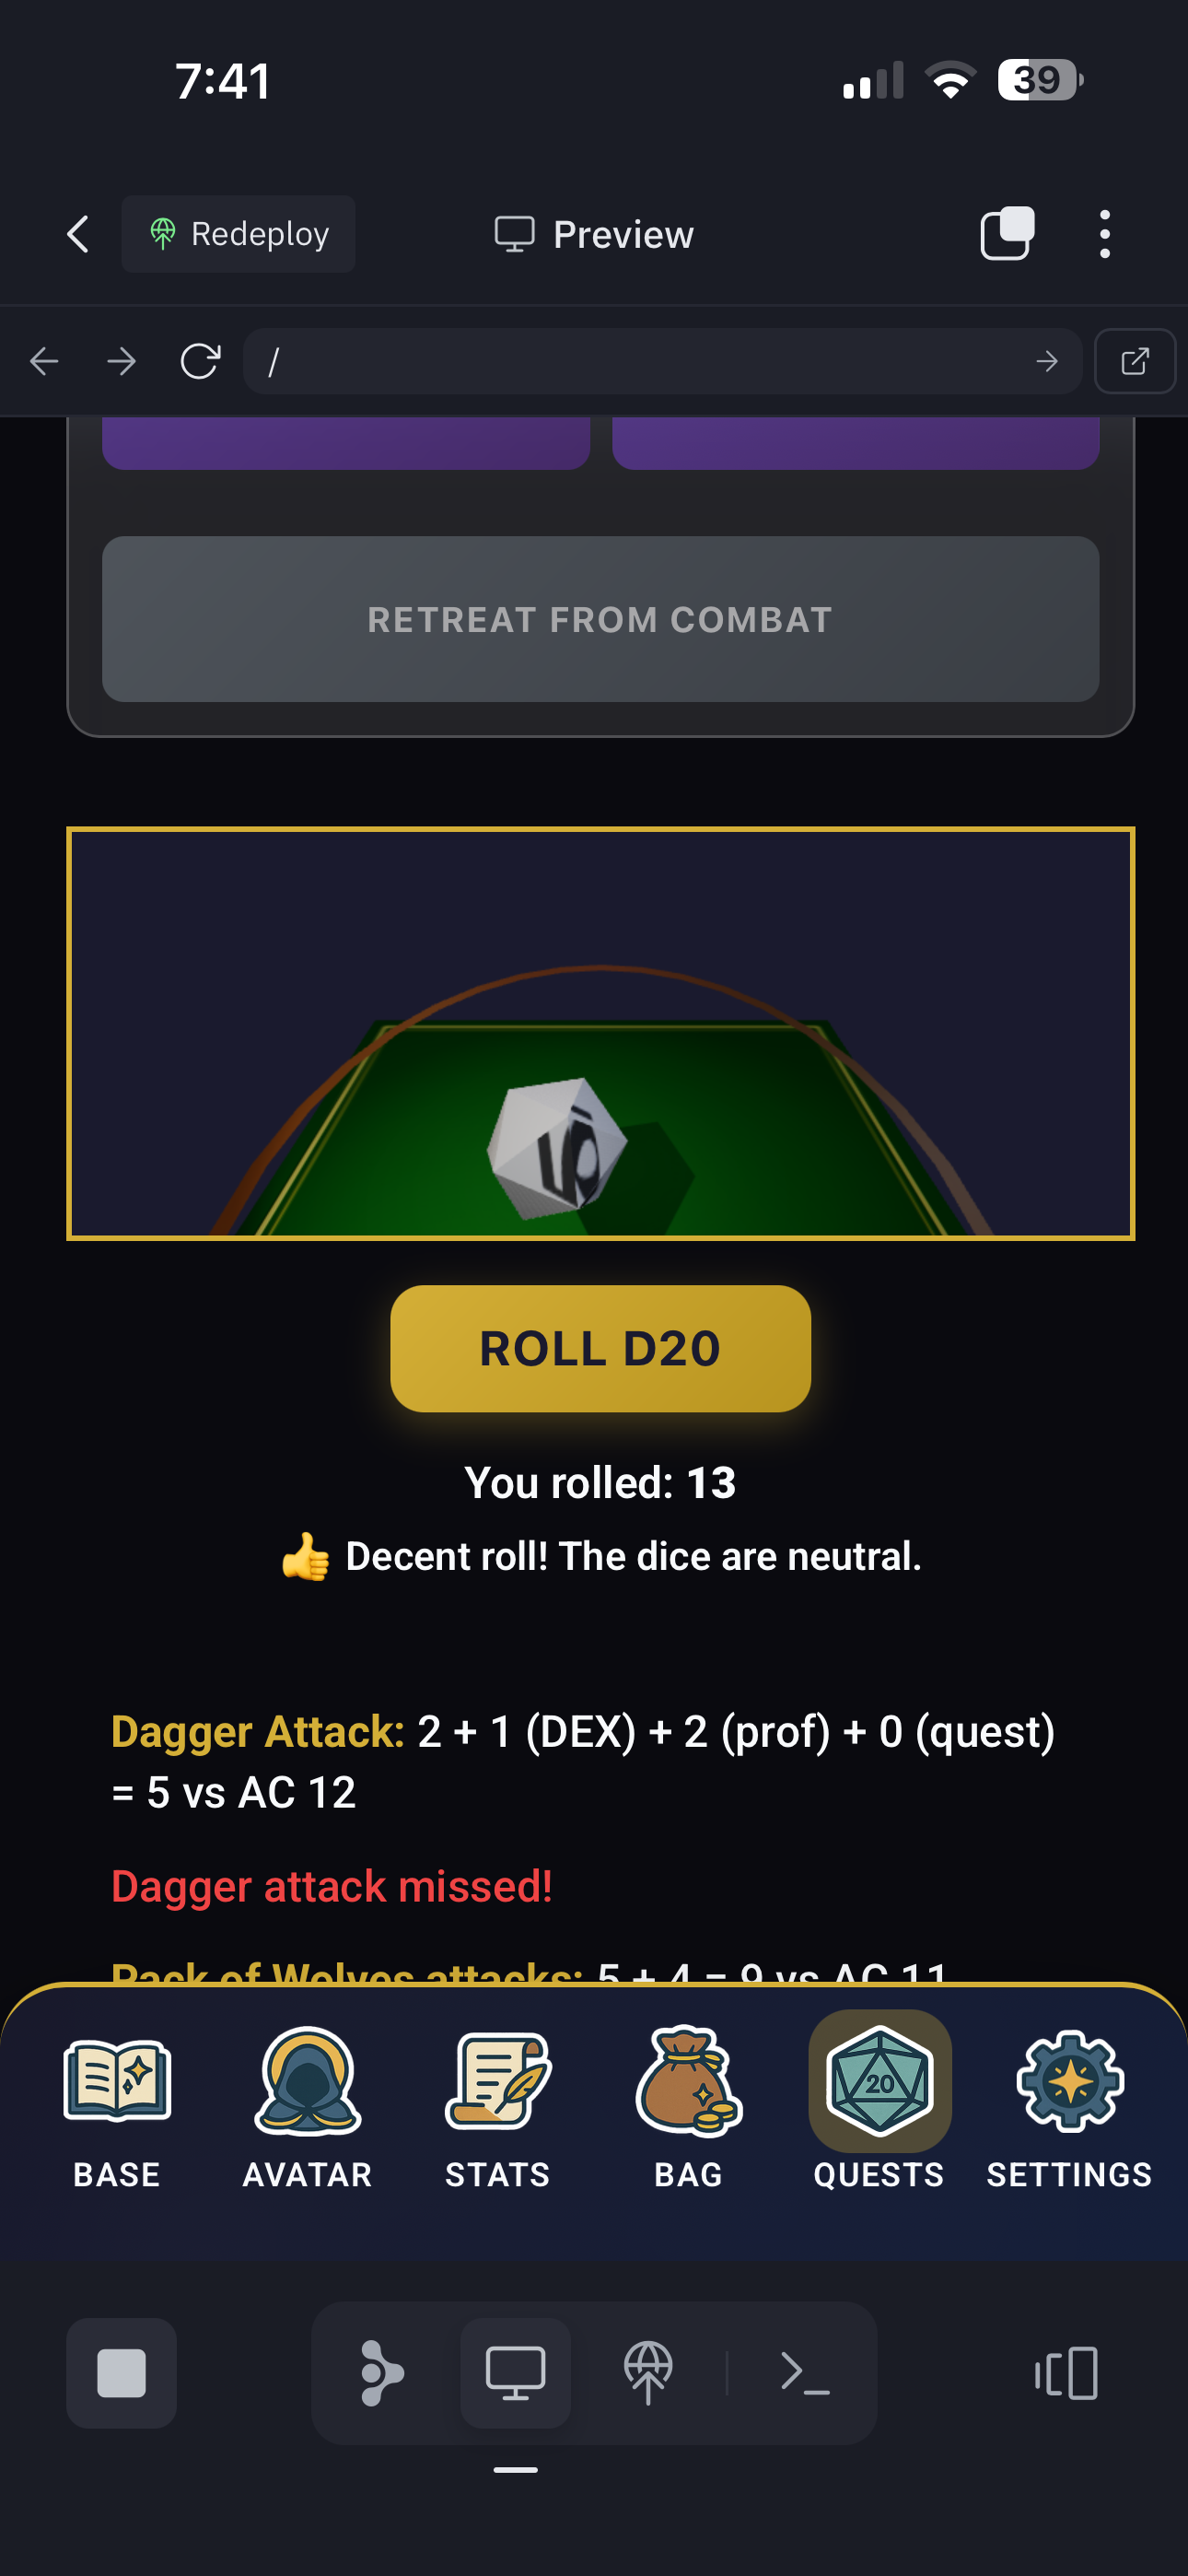 7:41
39
Redeploy
Preview
/
RETREAT FROM COMBAT
ROLL D20
You rolled: 13
👍 Decent roll! The dice are neutral.
Dagger Attack: 2 + 1 (DEX) + 2 (prof) + 0 (quest)
= 5 vs AC 12
Dagger attack missed!
Pack of Wolves attacks: 5 + 4 = 9 vs AC 11
20
BASE
AVATAR
STATS
BAG
QUESTS
SETTINGS